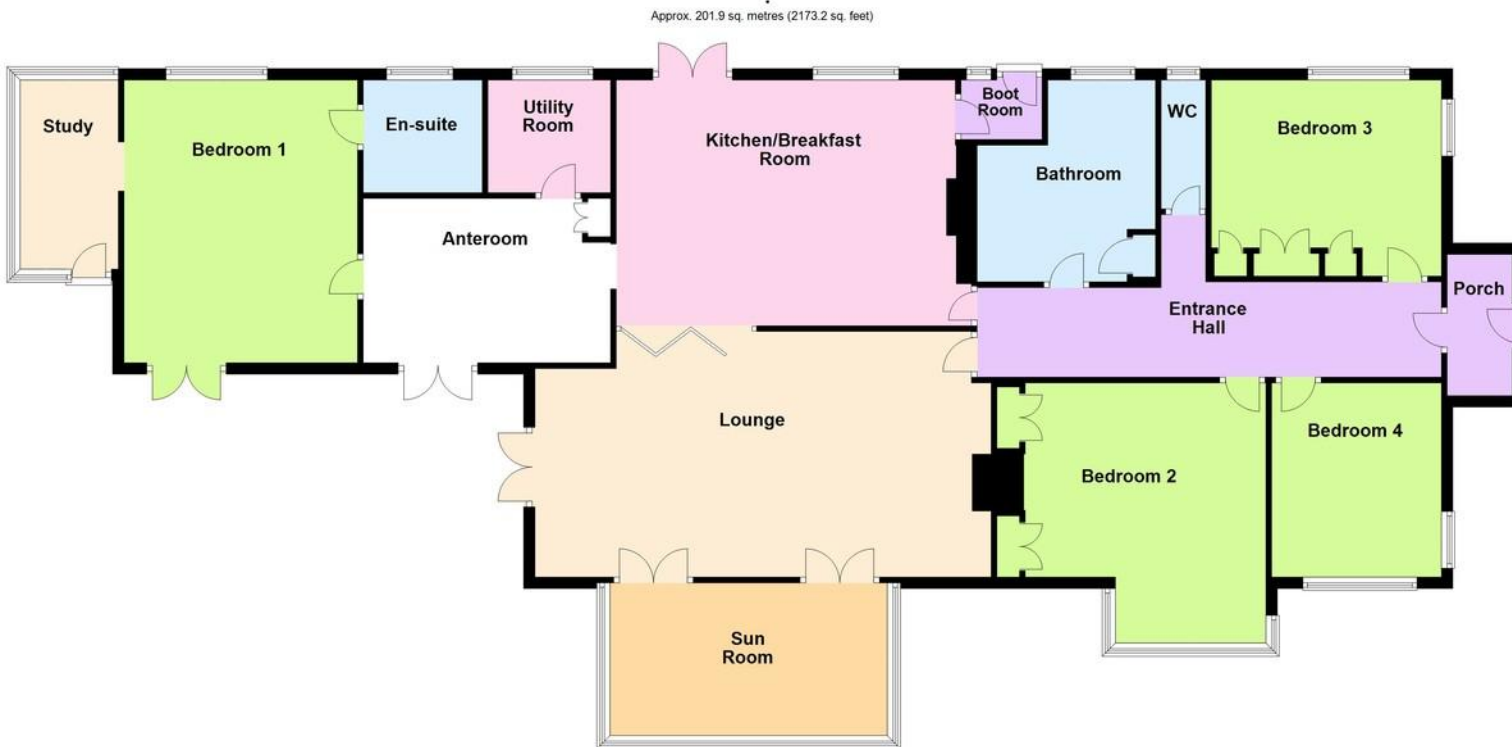 Approx. 201.9 sq. metres (2173.2 sq. feet)
Study
Bedroom 1
En-suite
Utility
Room
Kitchen/Breakfast
Room
Boot
Room
Bathroom
WC
Bedroom 3
Anteroom
Entrance
Hall
Porch
Lounge
Bedroom 2
Bedroom 4
Sun
Room